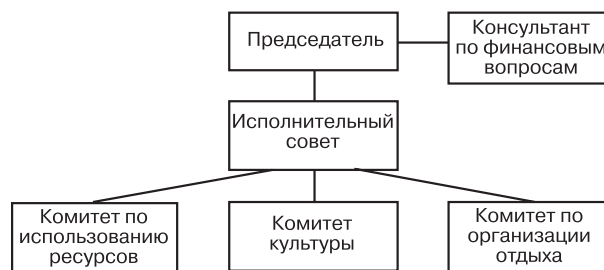 Председатель
Консультант
по финансовым
вопросам
Исполнительный
совет
Комитет по
использованию
ресурсов
Комитет
культуры
Комитет по
организации
отдыха